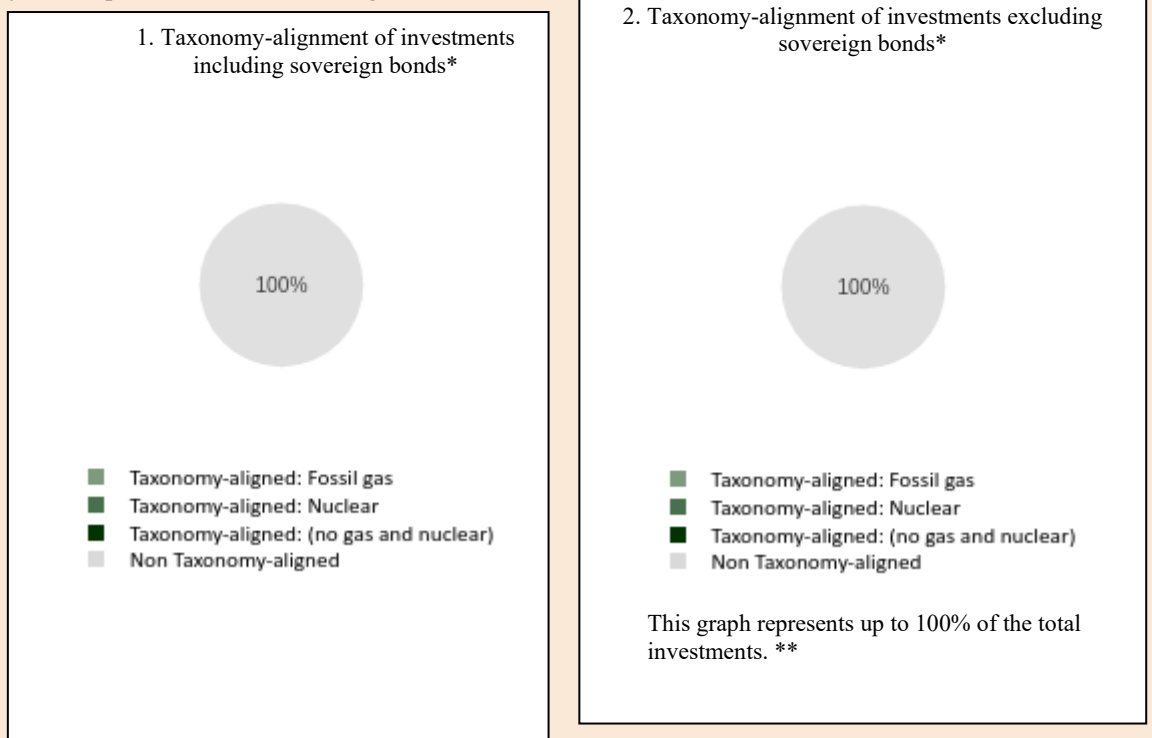 1. Taxonomy-alignment of investments
including sovereign bonds*
100%
Taxonomy-aligned: Fossil gas
Taxonomy-aligned: Nuclear
Taxonomy-aligned: (no gas and nuclear)
Non Taxonomy-aligned
2. Taxonomy-alignment of investments excluding
sovereign bonds*
100%
Taxonomy-aligned: Fossil gas
Taxonomy-aligned: Nuclear
Taxonomy-aligned: (no gas and nuclear)
Non Taxonomy-aligned
This graph represents up to 100% of the total
investments. **